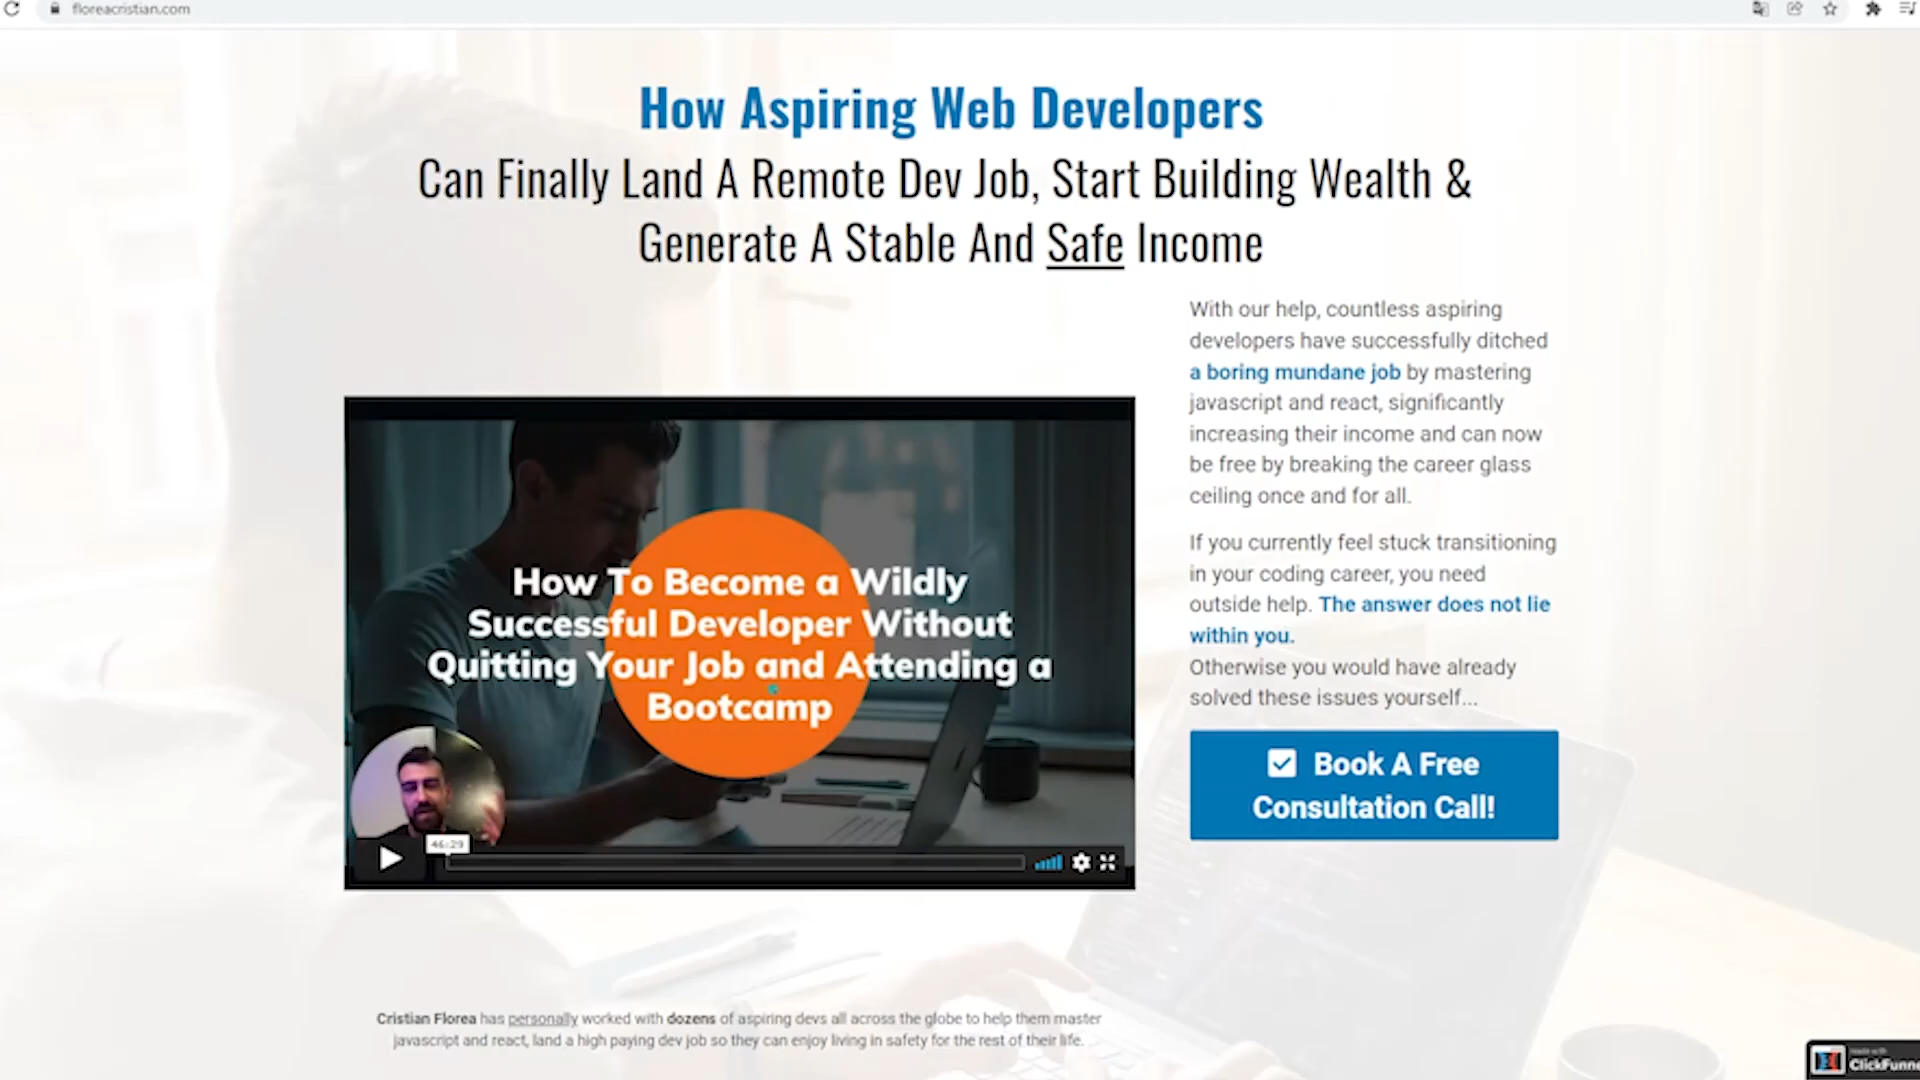 floreacristian.com
How Aspiring Web Developers
Can Finally Land A Remote Dev Job, Start Building Wealth &
Generate A Stable And Safe Income
With our help, countless aspiring
developers have successfully ditched
a boring mundane job by mastering
javascript and react, significantly
increasing their income and can now
be free by breaking the career glass
ceiling once and for all.
If you currently feel stuck transitioning
in your coding career, you need
outside help. The answer does not lie
within you.
Otherwise you would have already
solved these issues yourself...
Book A Free
Consultation Call!
How To Become a Wildly
Successful Developer Without
Quitting Your Job and Attending a
Bootcamp
46:29
Cristian Florea has personally worked with dozens of aspiring devs all across the globe to help them master
javascript and react, land a high paying dev job so they can enjoy living in safety for the rest of their life.
made with
ClickFunne